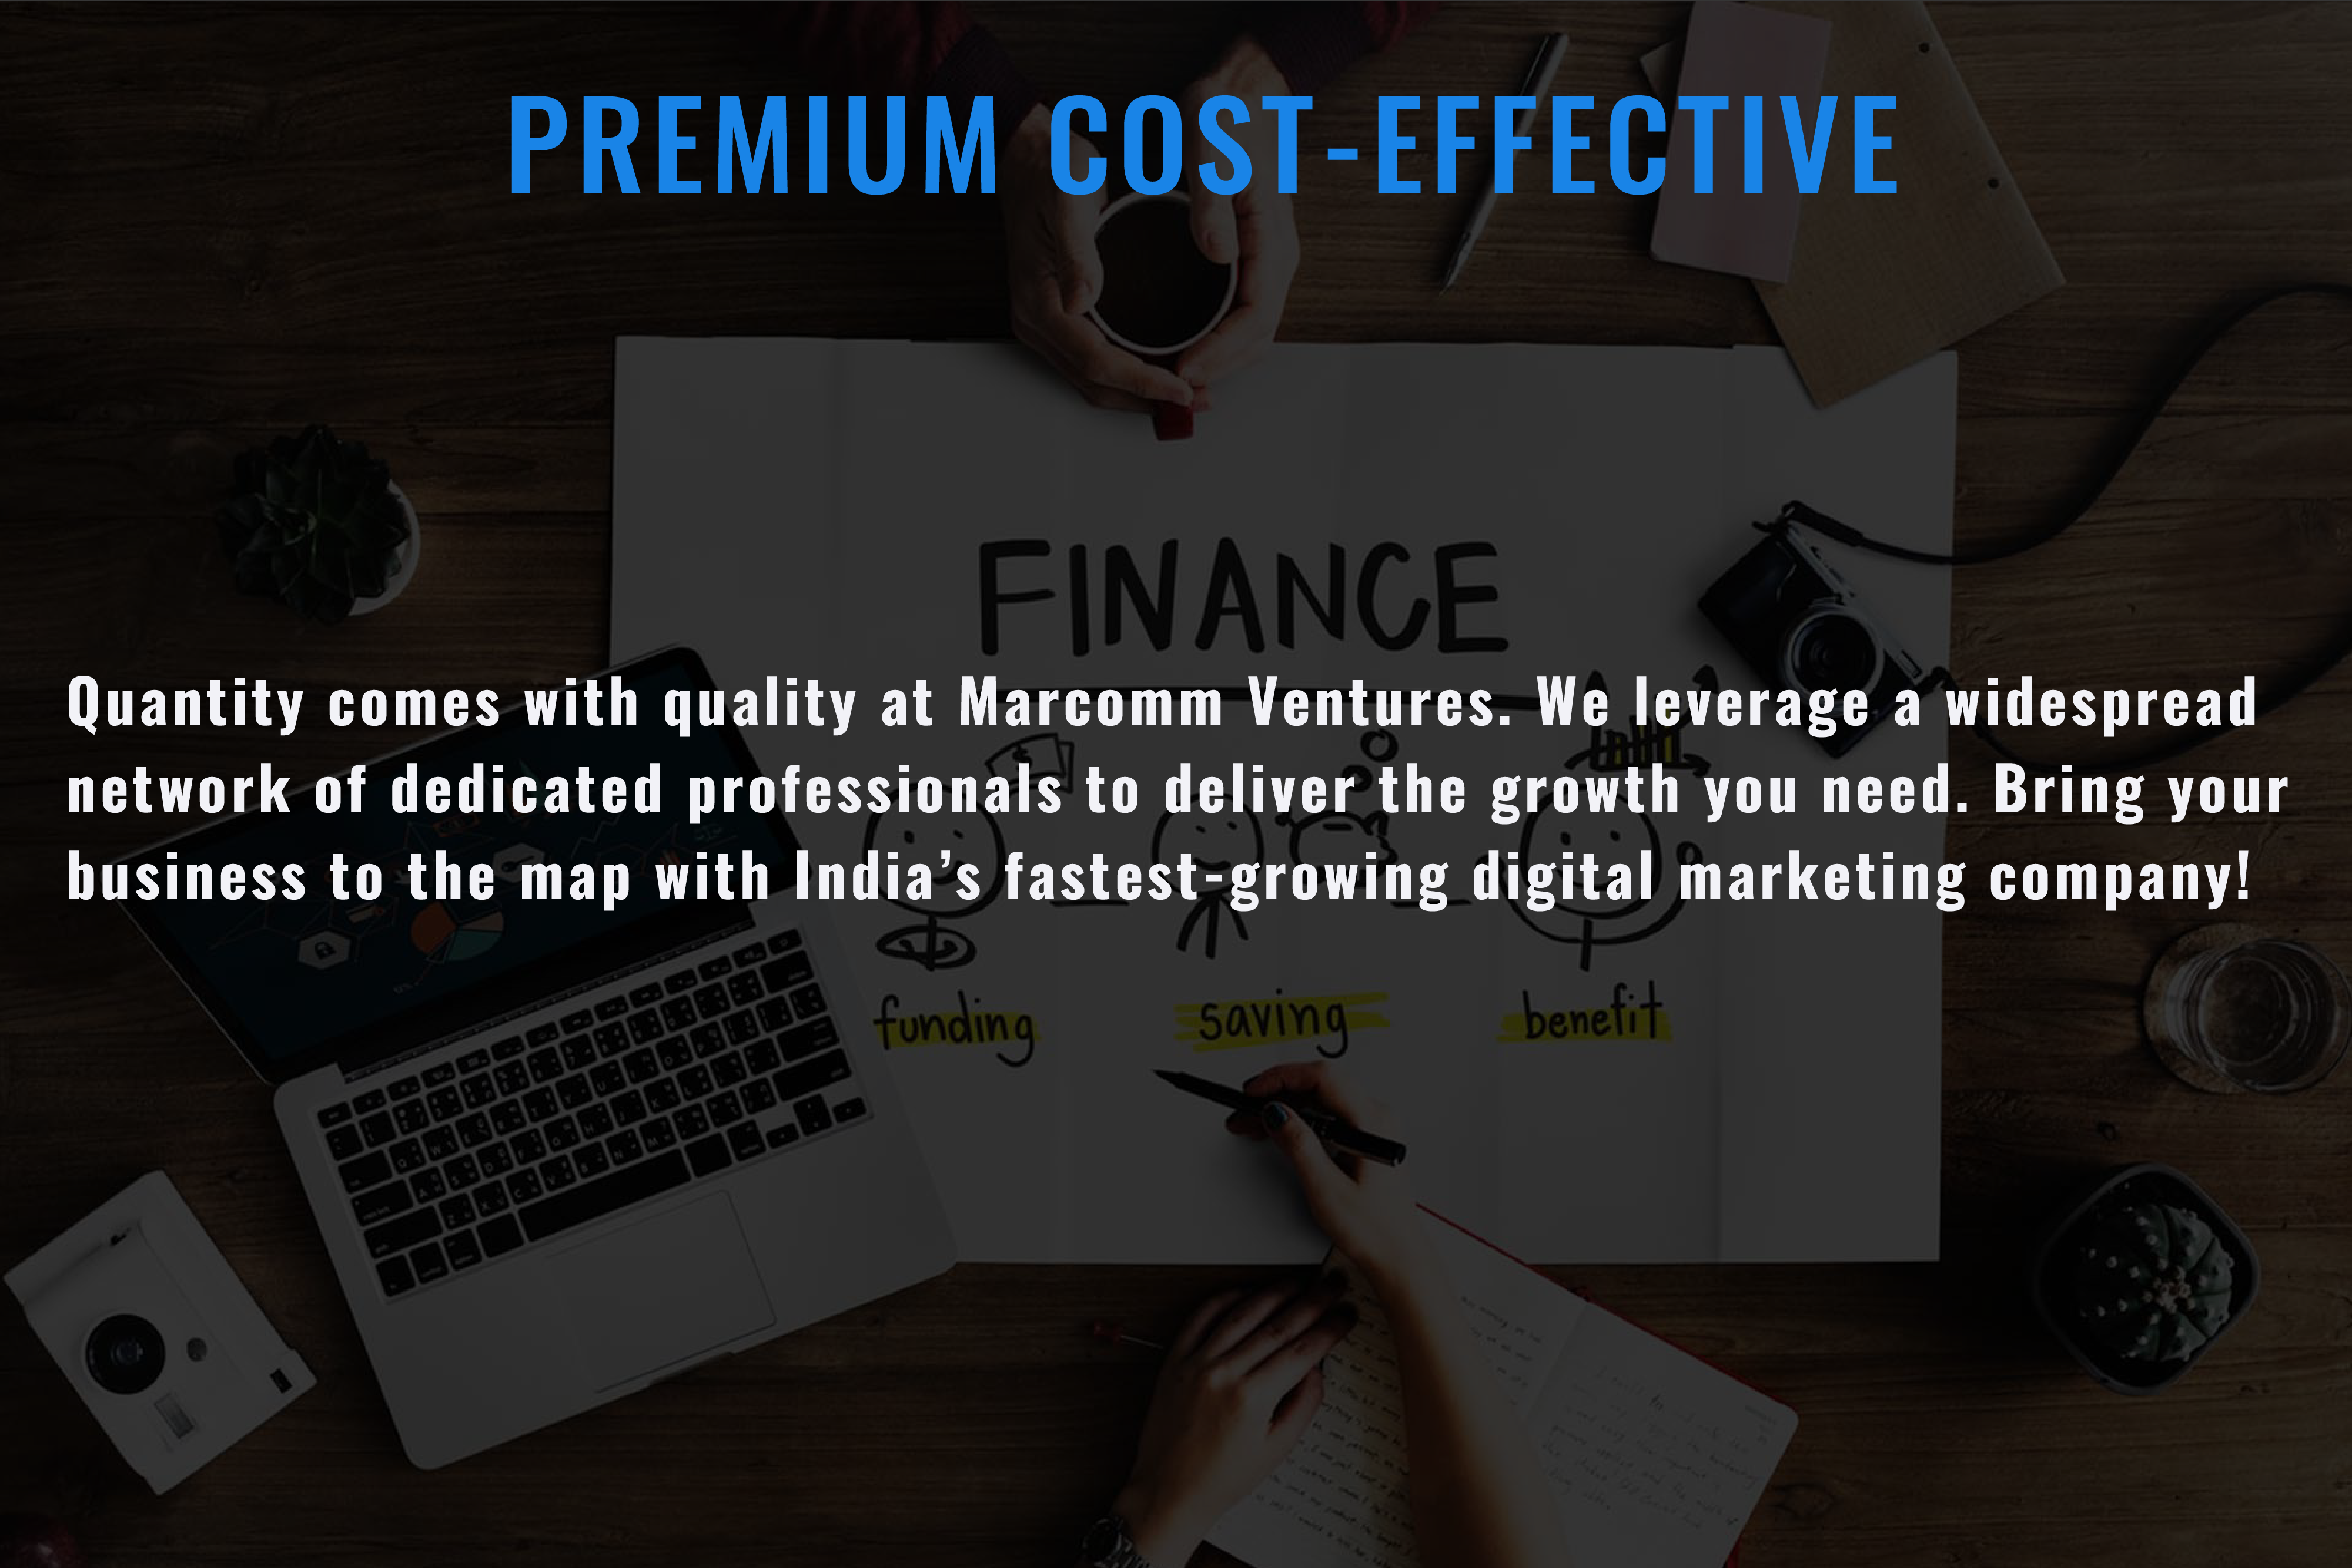 PREMIUM COST-EFFECTIVE
FINANCE
Quantity comes with quality at Marcomm Ventures. We leverage a widespread
network of dedicated professionals to deliver the growth you need. Bring your
business to the map with India’s fastest-growing digital marketing company!
funding saving benefit